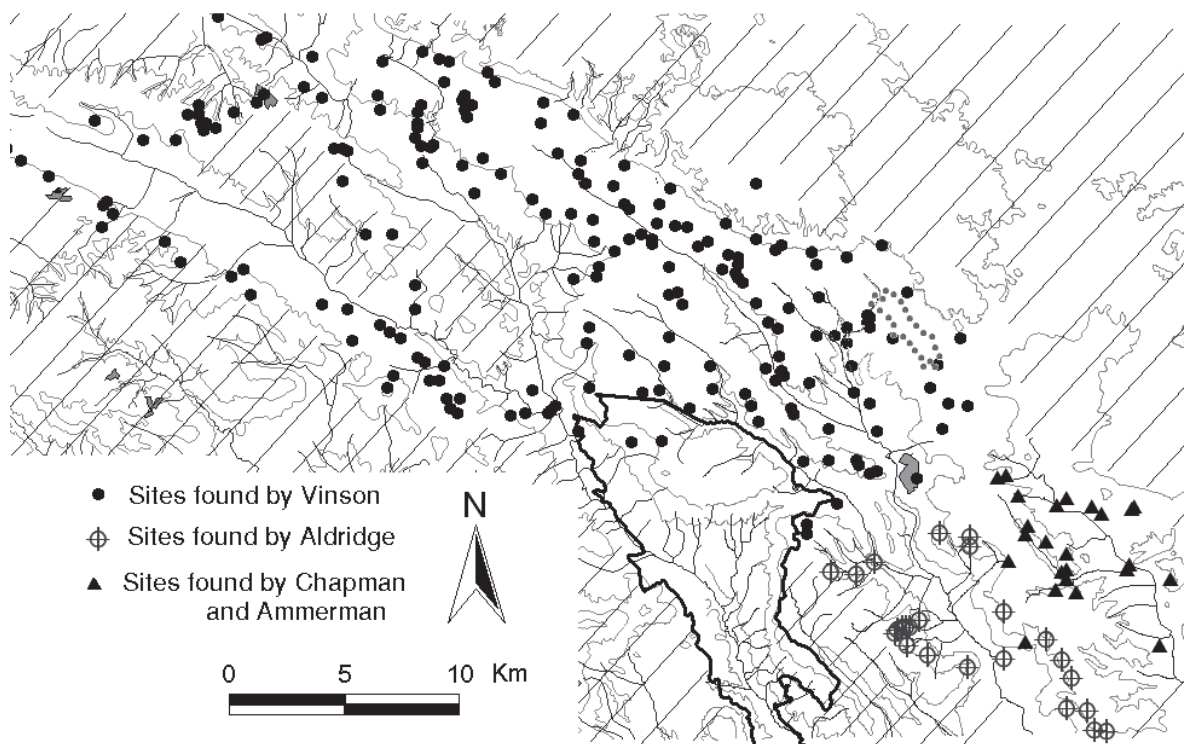 Sites found by Vinson
N
Sites found by Aldridge
Sites found by Chapman
and Ammerman
0 5 10 Km